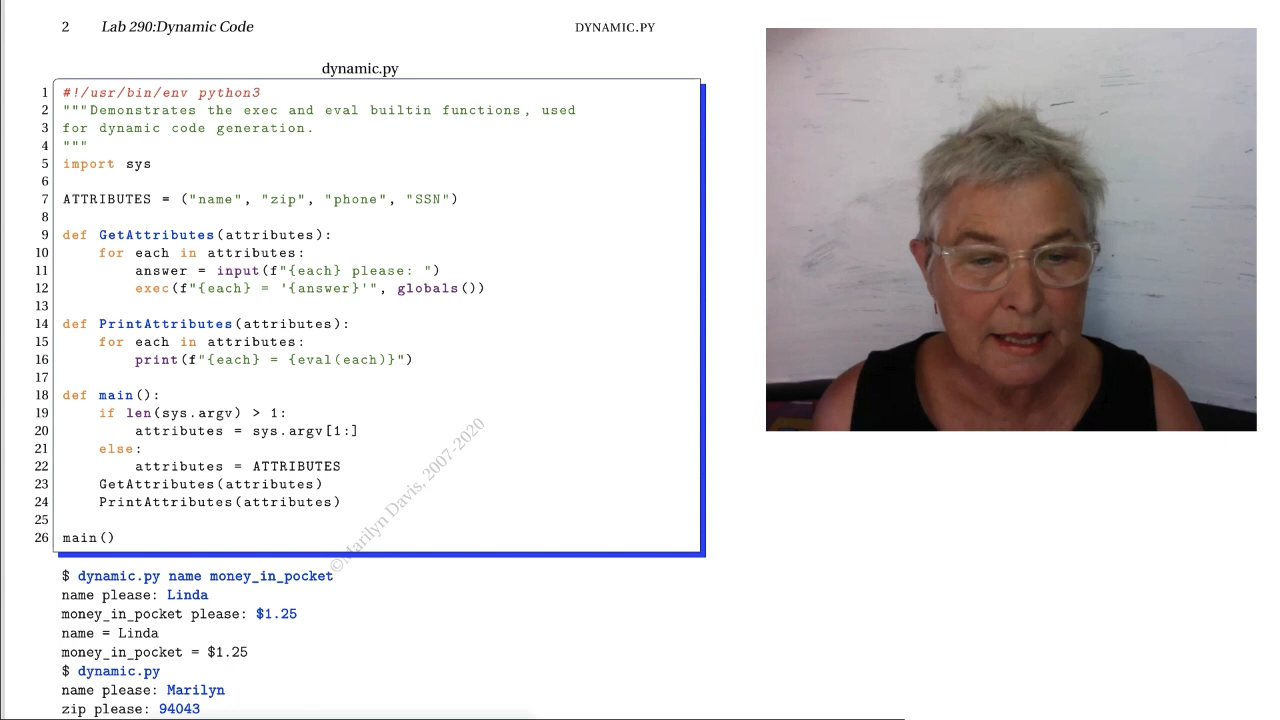 2 Lab 290:Dynamic Code DYNAMIC.PY
dynamic.py
1 #!/usr/bin/env python3
2 """Demonstrates the exec and eval builtin functions, used
3 for dynamic code generation.
4 """
5 import sys
6
7 ATTRIBUTES = ("name", "zip", "phone", "SSN")
8
9 def GetAttributes(attributes):
10     for each in attributes:
11         answer = input(f"{each} please: ")
12         exec(f"{each} = '{answer}'", globals())
13
14 def PrintAttributes(attributes):
15     for each in attributes:
16         print(f"{each} = {eval(each)}")
17
18 def main():
19     if len(sys.argv) > 1:
20         attributes = sys.argv[1:]
21     else:
22         attributes = ATTRIBUTES
23     GetAttributes(attributes)
24     PrintAttributes(attributes)
25
26 main()
©Marilyn Davis, 2007-2020
$ dynamic.py name money_in_pocket
name please: Linda
money_in_pocket please: $1.25
name = Linda
money_in_pocket = $1.25
$ dynamic.py
name please: Marilyn
zip please: 94043